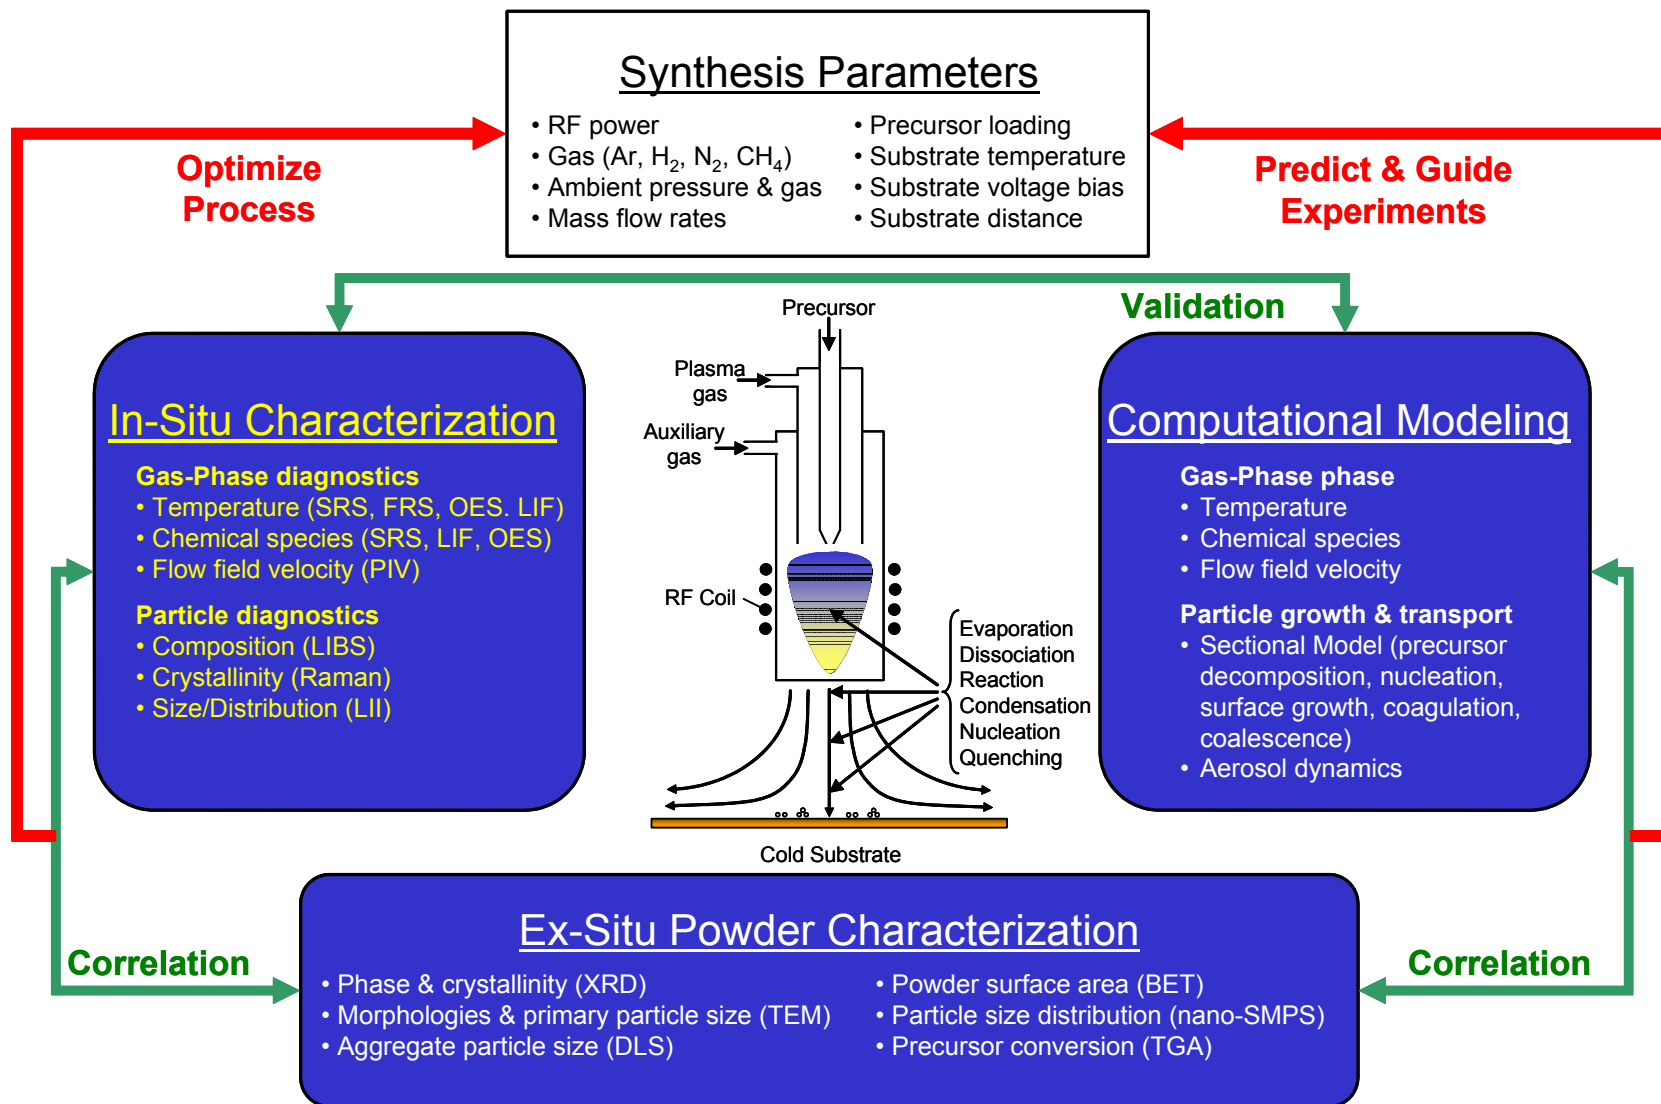 Synthesis Parameters
• RF power
• Gas (Ar, H₂, N₂, CH₄)
• Ambient pressure & gas
• Mass flow rates
• Precursor loading
• Substrate temperature
• Substrate voltage bias
• Substrate distance
Optimize
Process
Predict & Guide
Experiments
Validation
In-Situ Characterization
Gas-Phase diagnostics
• Temperature (SRS, FRS, OES. LIF)
• Chemical species (SRS, LIF, OES)
• Flow field velocity (PIV)
Particle diagnostics
• Composition (LIBS)
• Crystallinity (Raman)
• Size/Distribution (LII)
Precursor
Plasma
gas
Auxiliary
gas
RF Coil
Evaporation
Dissociation
Reaction
Condensation
Nucleation
Quenching
Cold Substrate
Computational Modeling
Gas-Phase phase
• Temperature
• Chemical species
• Flow field velocity
Particle growth & transport
• Sectional Model (precursor
decomposition, nucleation,
surface growth, coagulation,
coalescence)
• Aerosol dynamics
Correlation
Correlation
Ex-Situ Powder Characterization
• Phase & crystallinity (XRD)
• Morphologies & primary particle size (TEM)
• Aggregate particle size (DLS)
• Powder surface area (BET)
• Particle size distribution (nano-SMPS)
• Precursor conversion (TGA)